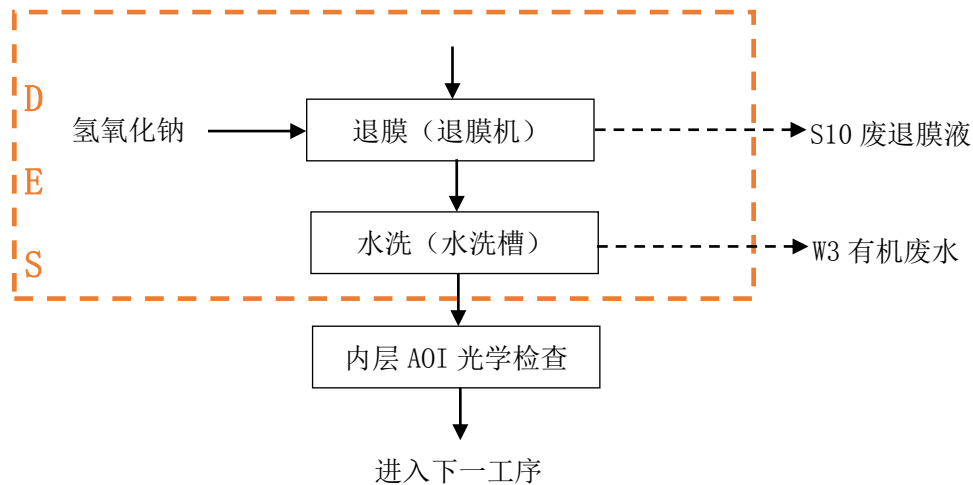 D
氢氧化钠
退膜（退膜机）
S10 废退膜液
E
水洗（水洗槽）
W3 有机废水
S
内层 AOI 光学检查
进入下一工序